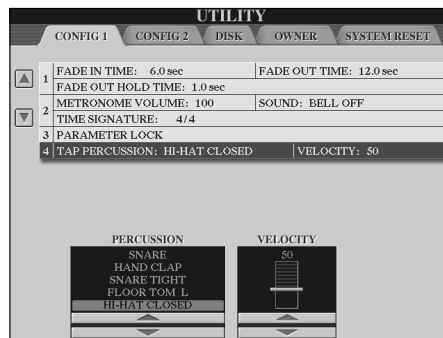 UTILITY
CONFIG 1 CONFIG 2 DISK OWNER SYSTEM RESET
1 FADE IN TIME: 6.0 sec FADE OUT TIME: 12.0 sec
FADE OUT HOLD TIME: 1.0 sec
2 METRONOME VOLUME: 100 SOUND: BELL OFF
TIME SIGNATURE: 4/4
3 PARAMETER LOCK
4 TAP PERCUSSION: HI-HAT CLOSED VELOCITY: 50
PERCUSSION VELOCITY
SNARE 50
HAND CLAP
SNARE TIGHT
FLOOR TOM L
HI-HAT CLOSED